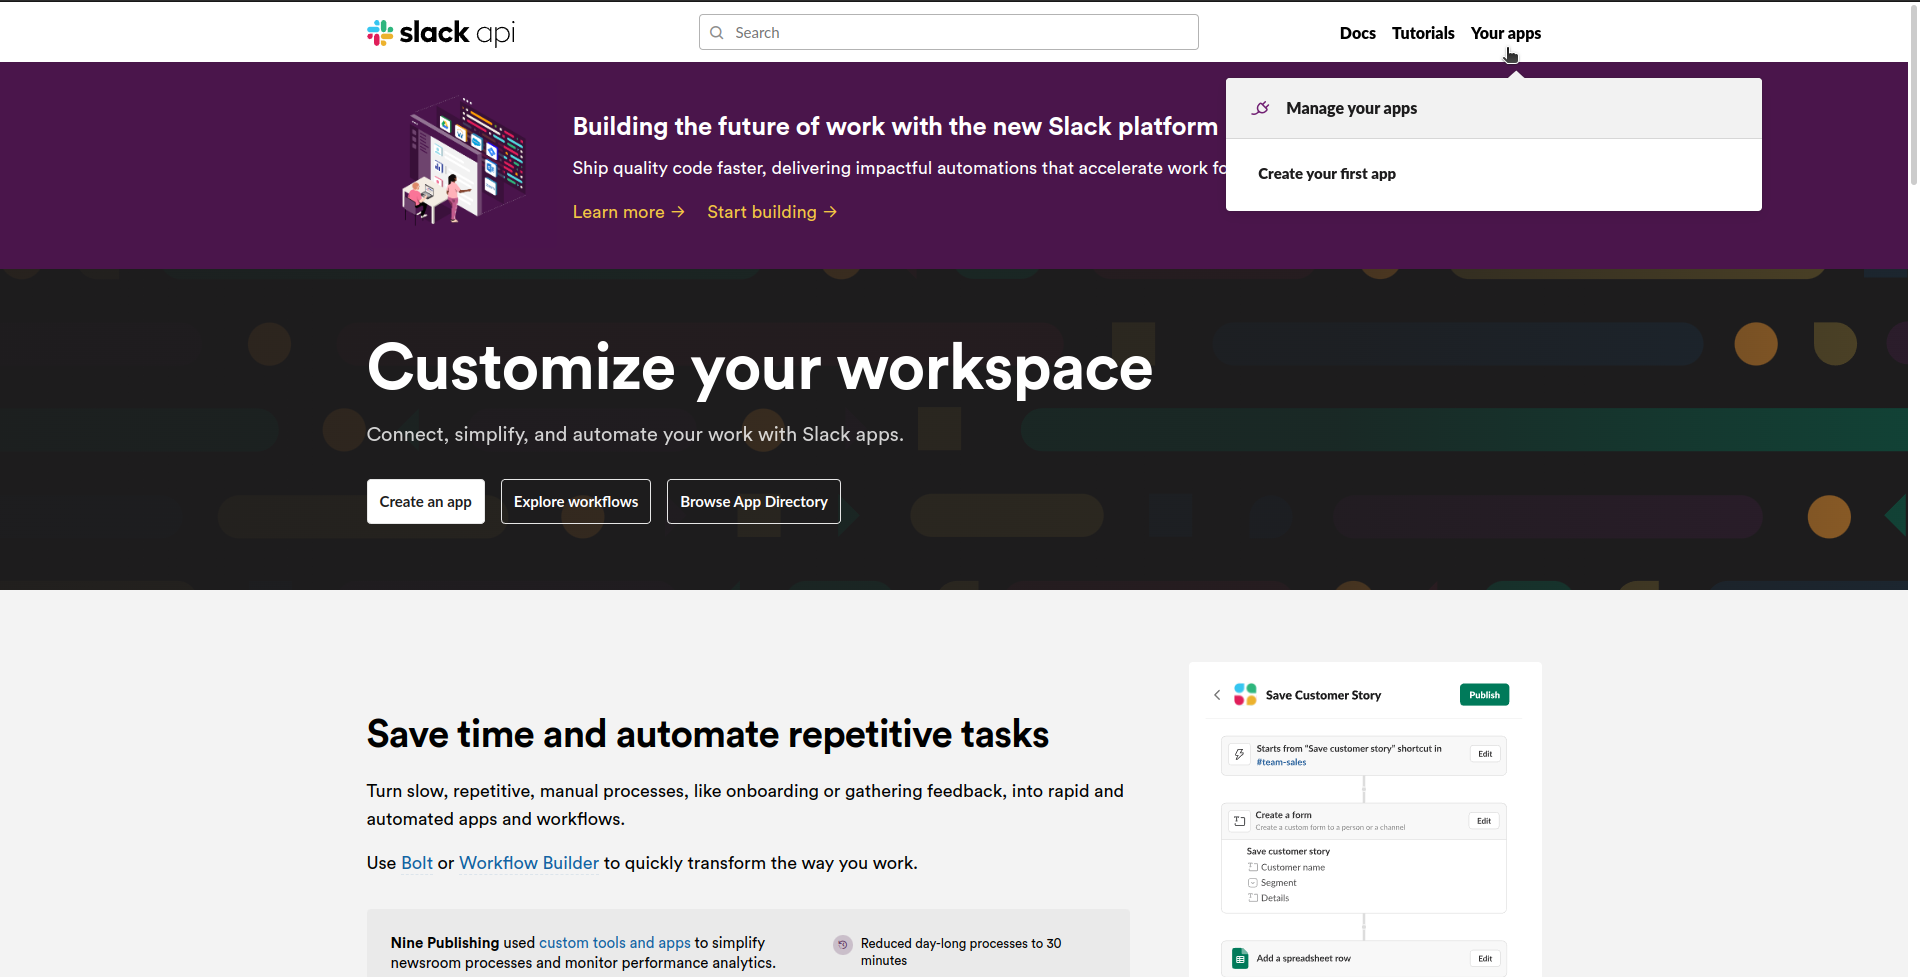 slack api
Search
Docs Tutorials Your apps
Manage your apps
Create your first app
Building the future of work with the new Slack platform
Ship quality code faster, delivering impactful automations that accelerate work fo
Learn more → Start building →
Customize your workspace
Connect, simplify, and automate your work with Slack apps.
Create an app Explore workflows Browse App Directory
Save time and automate repetitive tasks
Turn slow, repetitive, manual processes, like onboarding or gathering feedback, into rapid and
automated apps and workflows.
Use Bolt or Workflow Builder to quickly transform the way you work.
Nine Publishing used custom tools and apps to simplify
newsroom processes and monitor performance analytics.
Reduced day-long processes to 30
minutes
Save Customer Story Publish
Starts from "Save customer story" shortcut in
#team-sales
Edit
Create a form
Create a custom form to a person or a channel
Edit
Save customer story
Customer name
Segment
Details
Add a spreadsheet row Edit